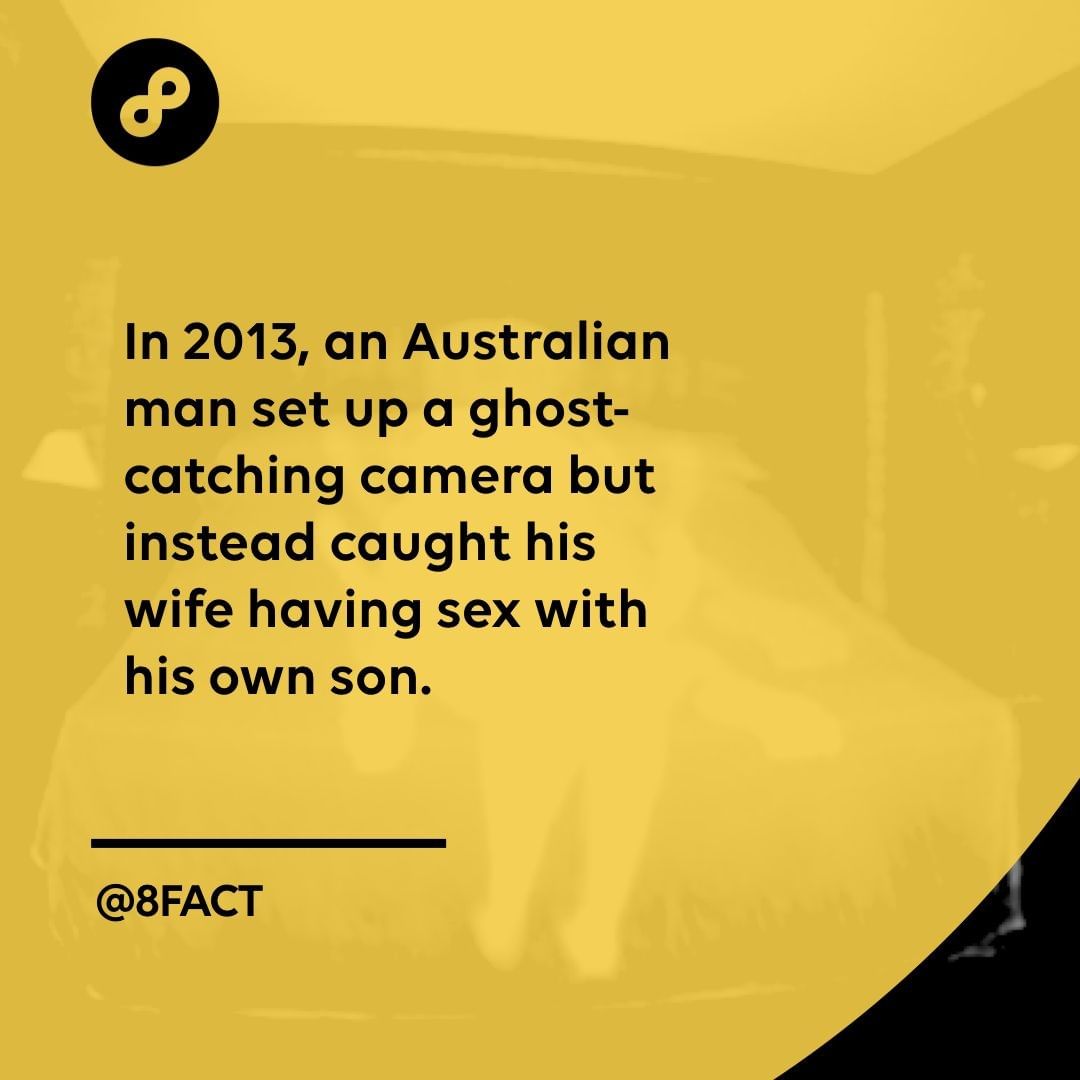 In 2013, an Australian
man set up a ghost-
catching camera but
instead caught his
wife having sex with
his own son.
@8FACT